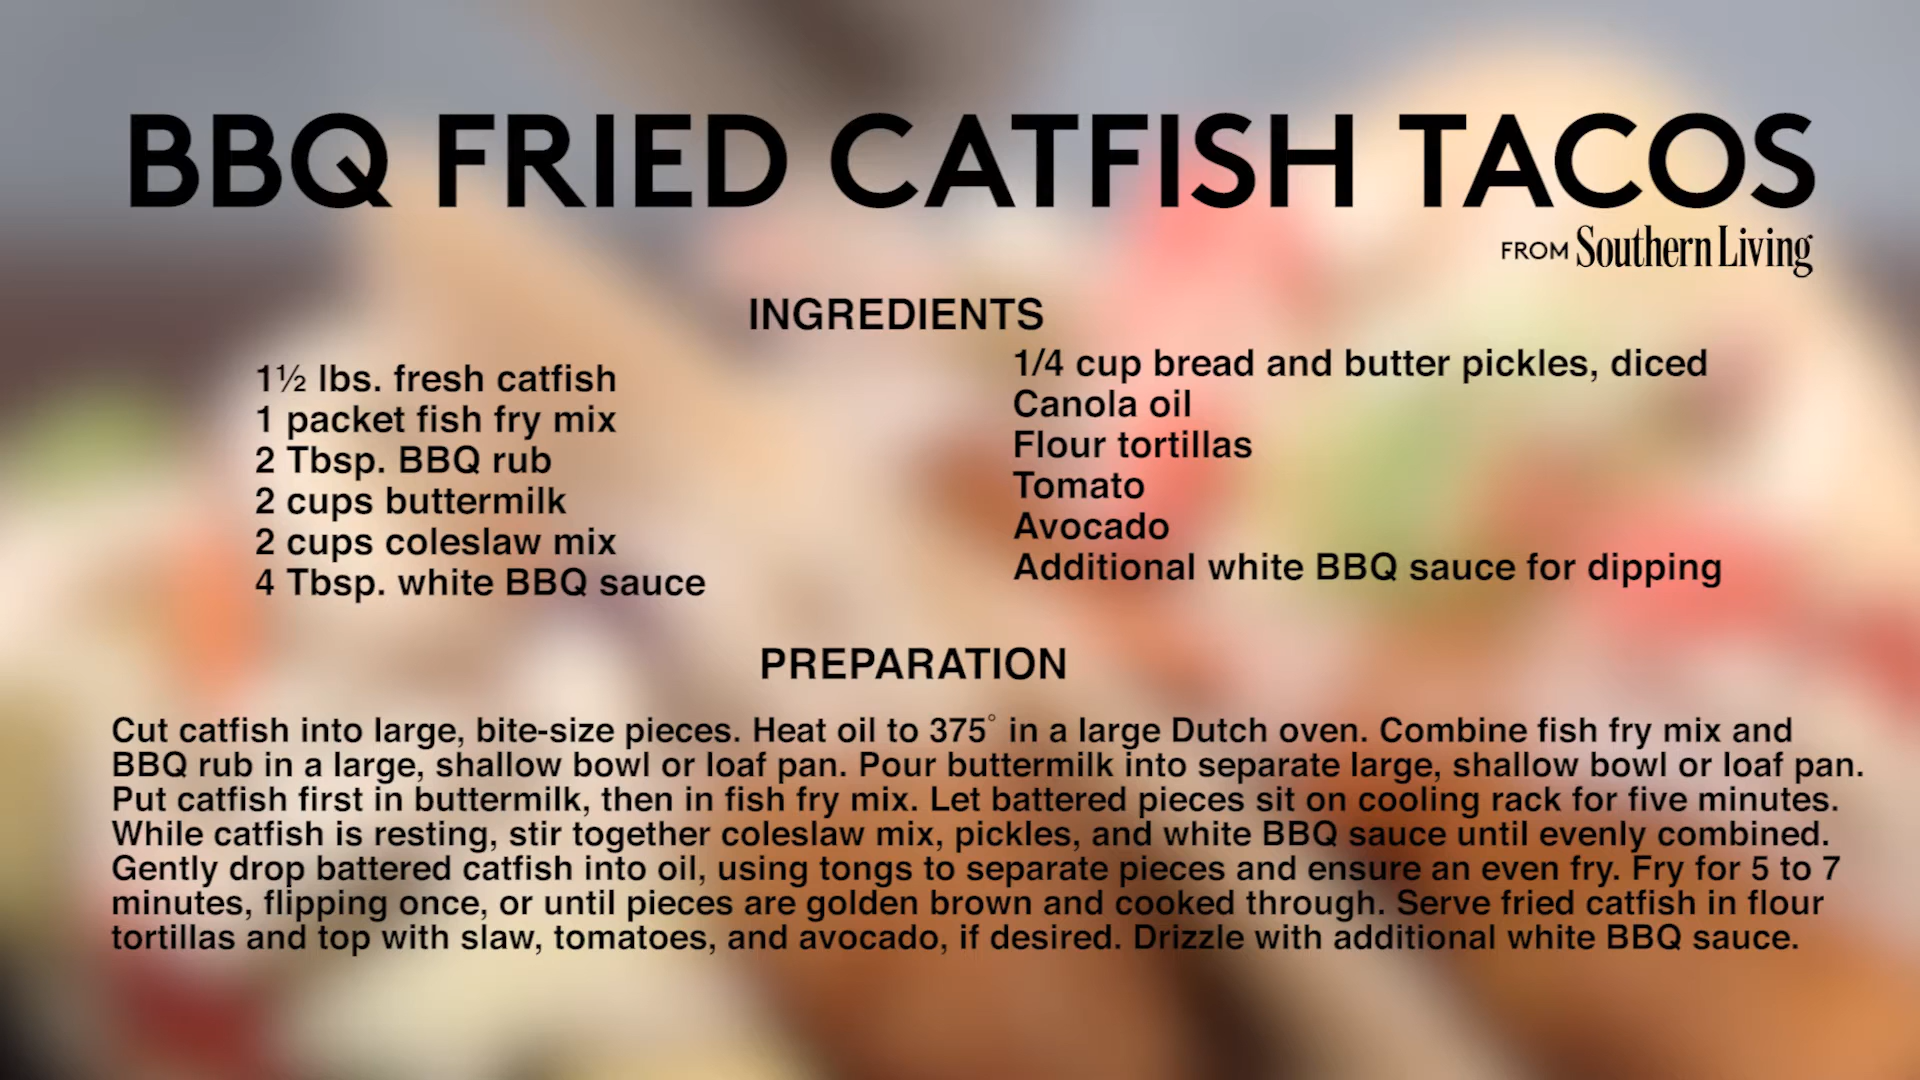 BBQ FRIED CATFISH TACOS
FROM Southern Living
INGREDIENTS
1½ lbs. fresh catfish
1 packet fish fry mix
2 Tbsp. BBQ rub
2 cups buttermilk
2 cups coleslaw mix
4 Tbsp. white BBQ sauce
1/4 cup bread and butter pickles, diced
Canola oil
Flour tortillas
Tomato
Avocado
Additional white BBQ sauce for dipping
PREPARATION
Cut catfish into large, bite-size pieces. Heat oil to 375° in a large Dutch oven. Combine fish fry mix and
BBQ rub in a large, shallow bowl or loaf pan. Pour buttermilk into separate large, shallow bowl or loaf pan.
Put catfish first in buttermilk, then in fish fry mix. Let battered pieces sit on cooling rack for five minutes.
While catfish is resting, stir together coleslaw mix, pickles, and white BBQ sauce until evenly combined.
Gently drop battered catfish into oil, using tongs to separate pieces and ensure an even fry. Fry for 5 to 7
minutes, flipping once, or until pieces are golden brown and cooked through. Serve fried catfish in flour
tortillas and top with slaw, tomatoes, and avocado, if desired. Drizzle with additional white BBQ sauce.